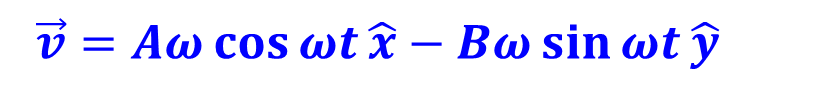 v⃗ = Aω cos ωt x̂ − Bω sin ωt ŷ